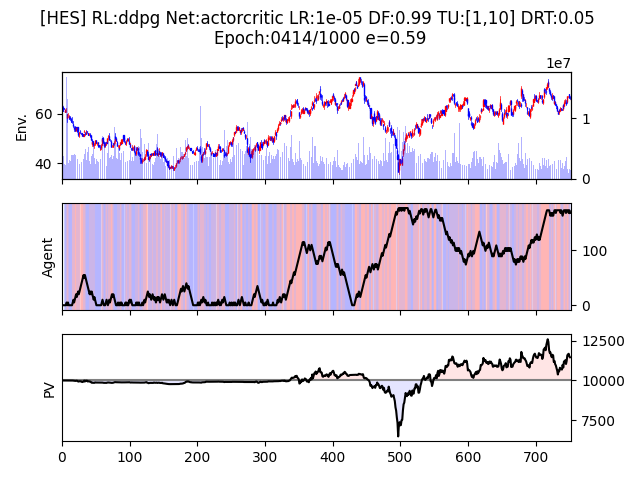 [HES] RL:ddpg Net:actorcritic LR:1e-05 DF:0.99 TU:[1,10] DRT:0.05
Epoch:0414/1000 e=0.59
1e7
Env.
60
40
1
0
Agent
100
0
PV
12500
10000
7500
0 100 200 300 400 500 600 700